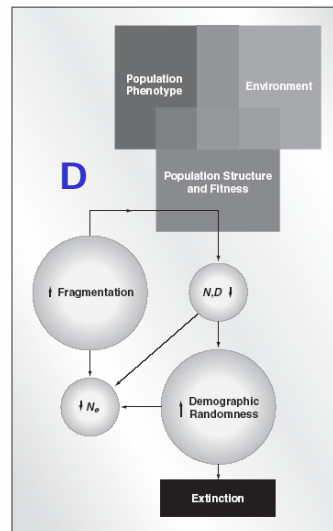 Population
Phenotype
Environment
Population Structure
and Fitness
D
Fragmentation
N,D
Nₑ
Demographic
Randomness
Extinction